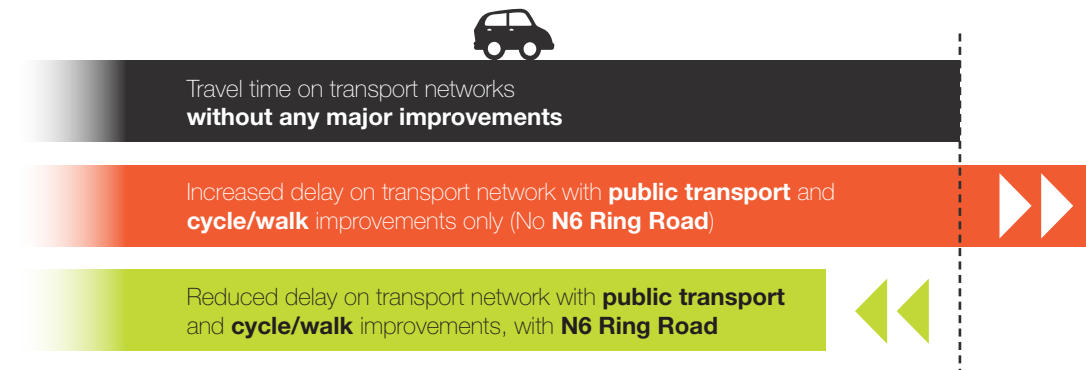 Travel time on transport networks
without any major improvements
Increased delay on transport network with public transport and
cycle/walk improvements only (No N6 Ring Road)
Reduced delay on transport network with public transport
and cycle/walk improvements, with N6 Ring Road